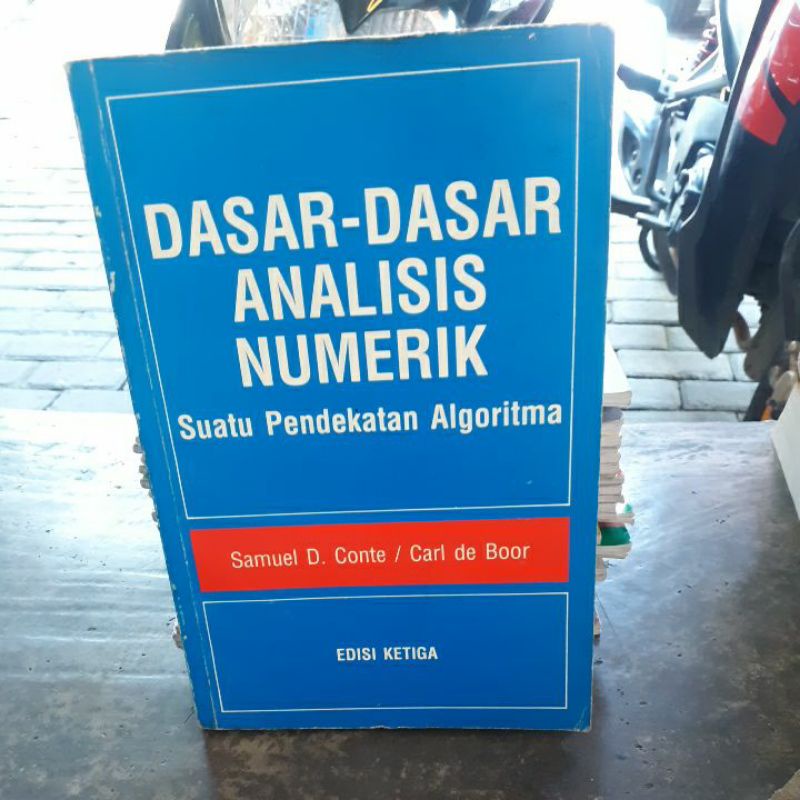 DASAR-DASAR
ANALISIS
NUMERIK
Suatu Pendekatan Algoritma
Samuel D. Conte / Carl de Boor
EDISI KETIGA